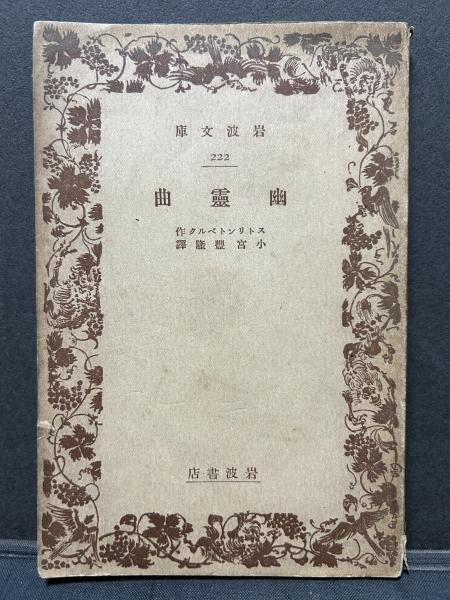 岩波文庫
222
幽靈曲
ストリントベルク作
小宮豐隆譯
岩波書店